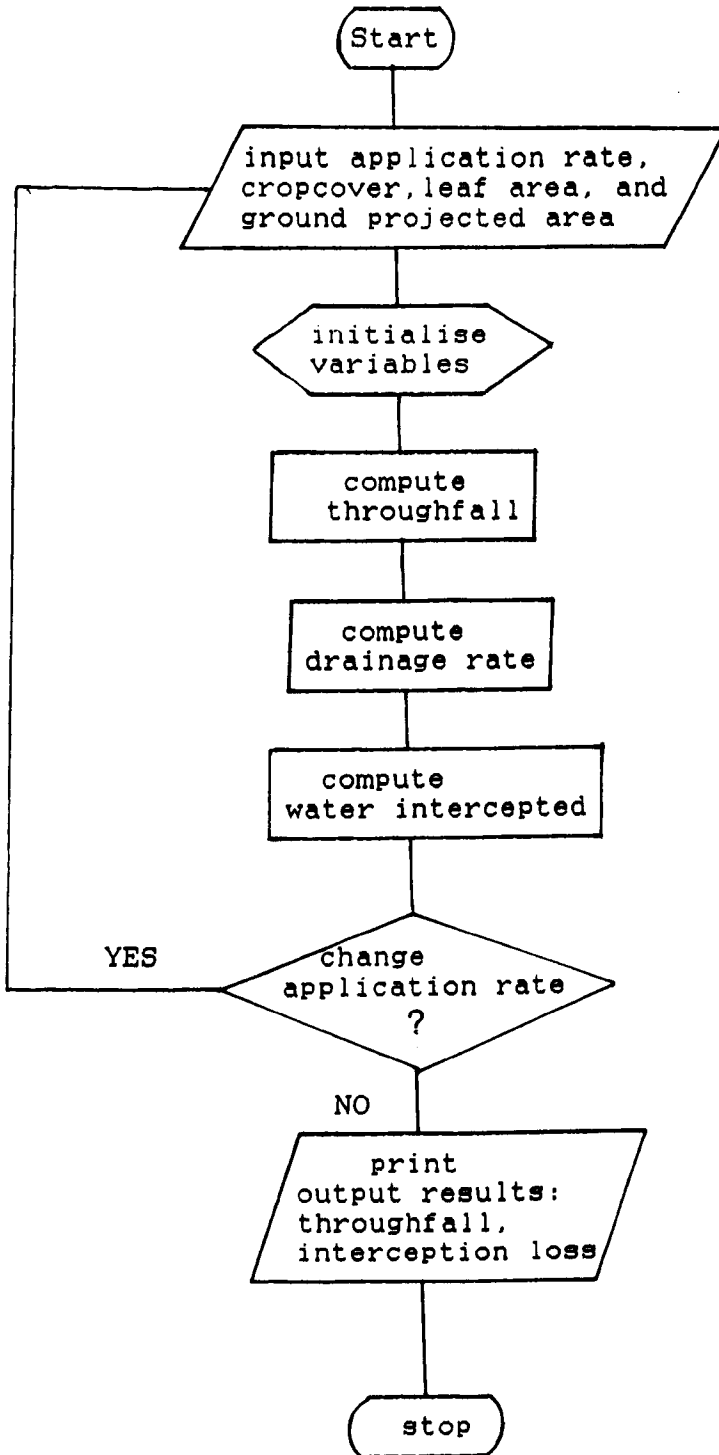 Start
input application rate,
cropcover, leaf area, and
ground projected area
initialise
variables
compute
throughfall
compute
drainage rate
compute
water intercepted
YES
change
application rate
?
NO
print
output results:
throughfall,
interception loss
stop